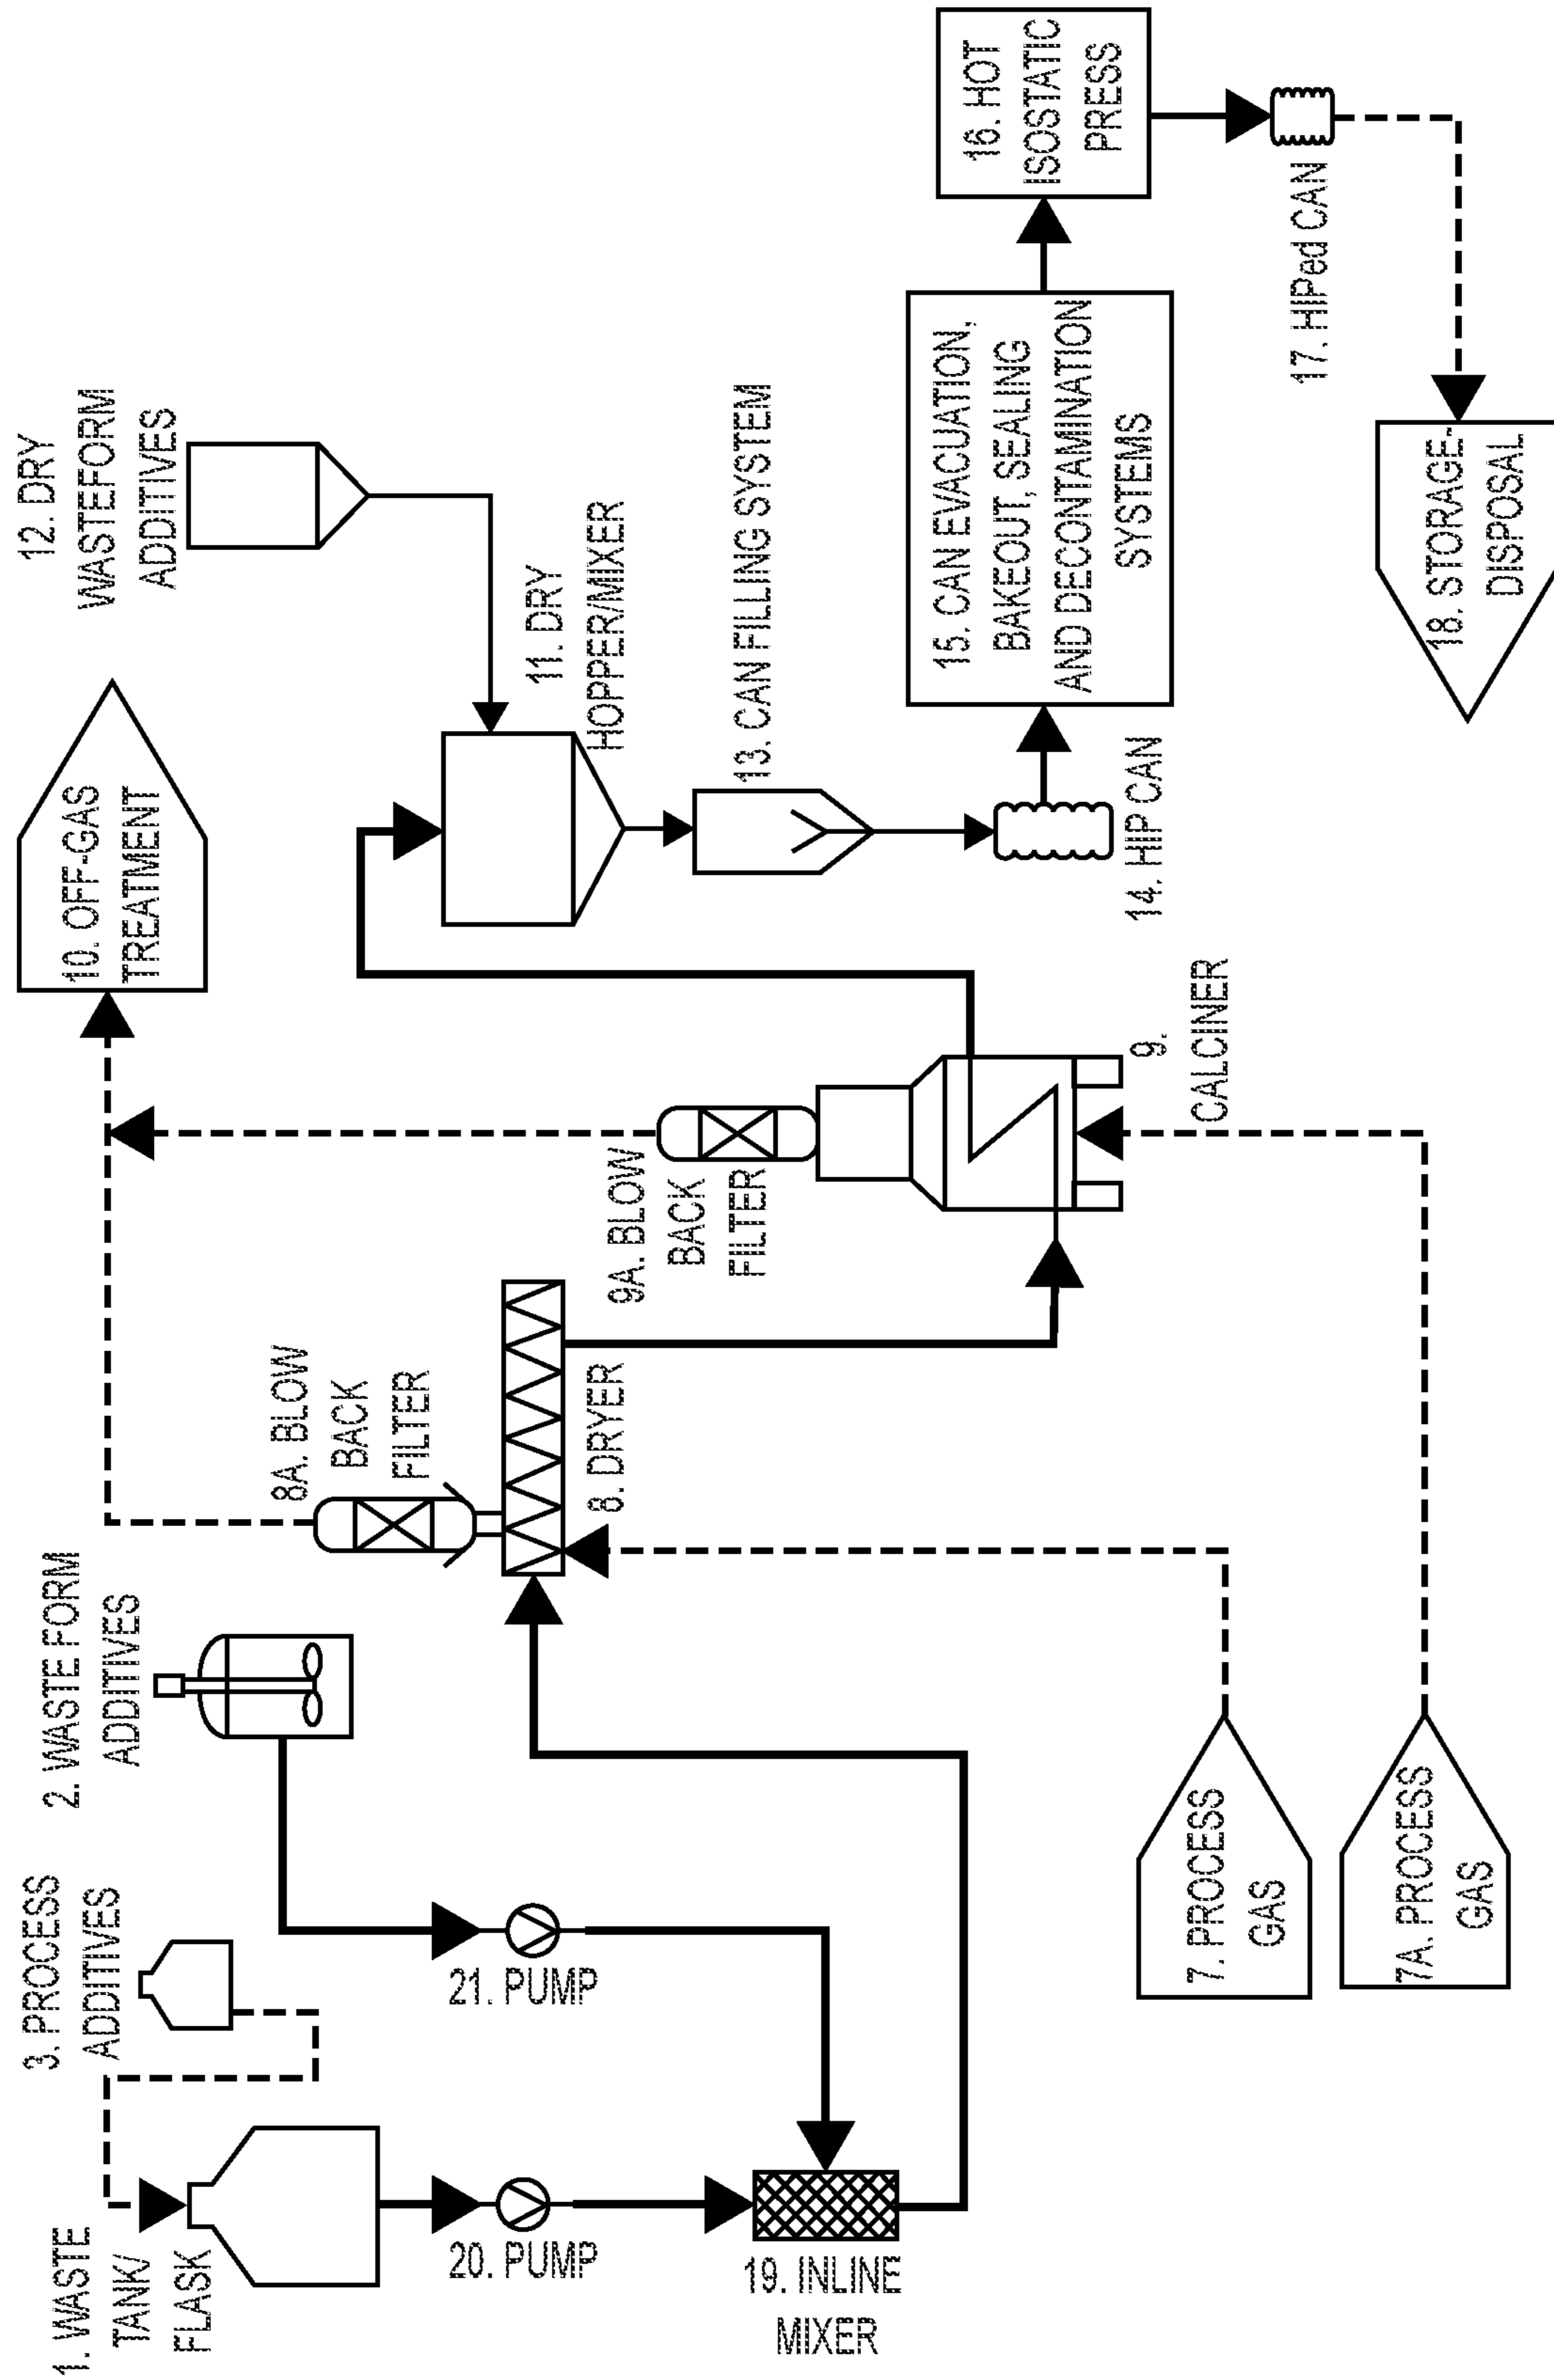 1. WASTE
TANK/
FLASK
3. PROCESS
ADDITIVES
2. WASTE FORM
ADDITIVES
20. PUMP
21. PUMP
19. INLINE
MIXER
7. PROCESS
GAS
7A. PROCESS
GAS
8A. BLOW
BACK
FILTER
8. DRYER
9A. BLOW
BACK
FILTER
9.
CALCINER
10. OFF-GAS
TREATMENT
12. DRY
WASTEFORM
ADDITIVES
11. DRY
HOPPER/MIXER
13. CAN FILLING SYSTEM
14. HIP CAN
15. CAN EVACUATION,
BAKEOUT, SEALING
AND DECONTAMINATION
SYSTEMS
16. HOT
ISOSTATIC
PRESS
17. HIPed CAN
18. STORAGE-
DISPOSAL